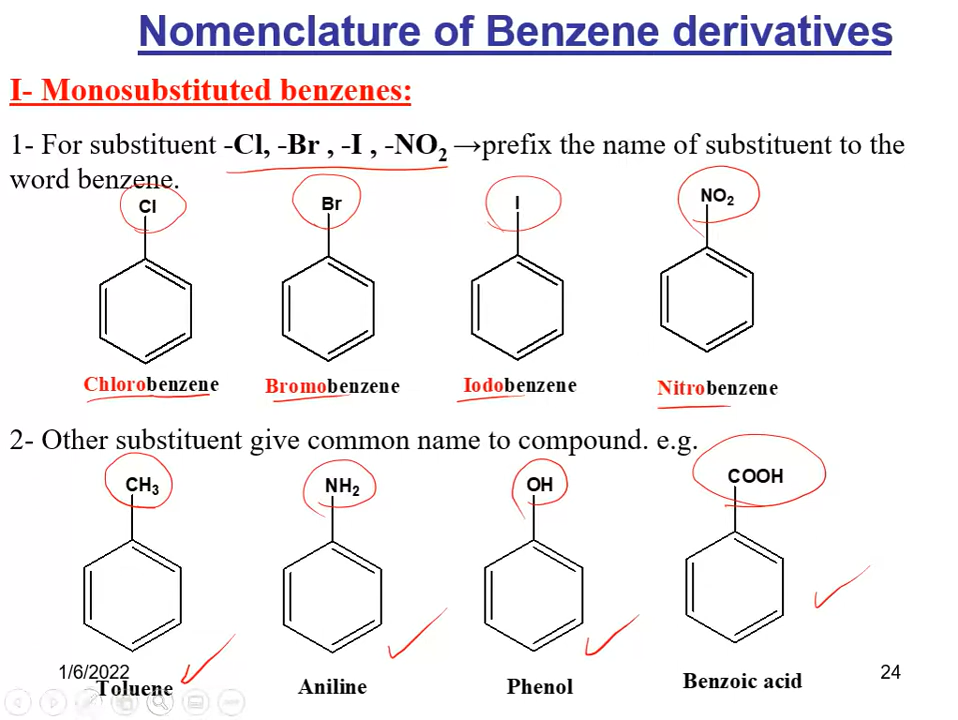 Nomenclature of Benzene derivatives
I- Monosubstituted benzenes:
1- For substituent -Cl, -Br , -I , -NO₂ →prefix the name of substituent to the
word benzene.
Cl Br I NO₂
Chlorobenzene Bromobenzene Iodobenzene Nitrobenzene
2- Other substituent give common name to compound. e.g.
CH₃ NH₂ OH COOH
1/6/2022 24
Toluene Aniline Phenol Benzoic acid